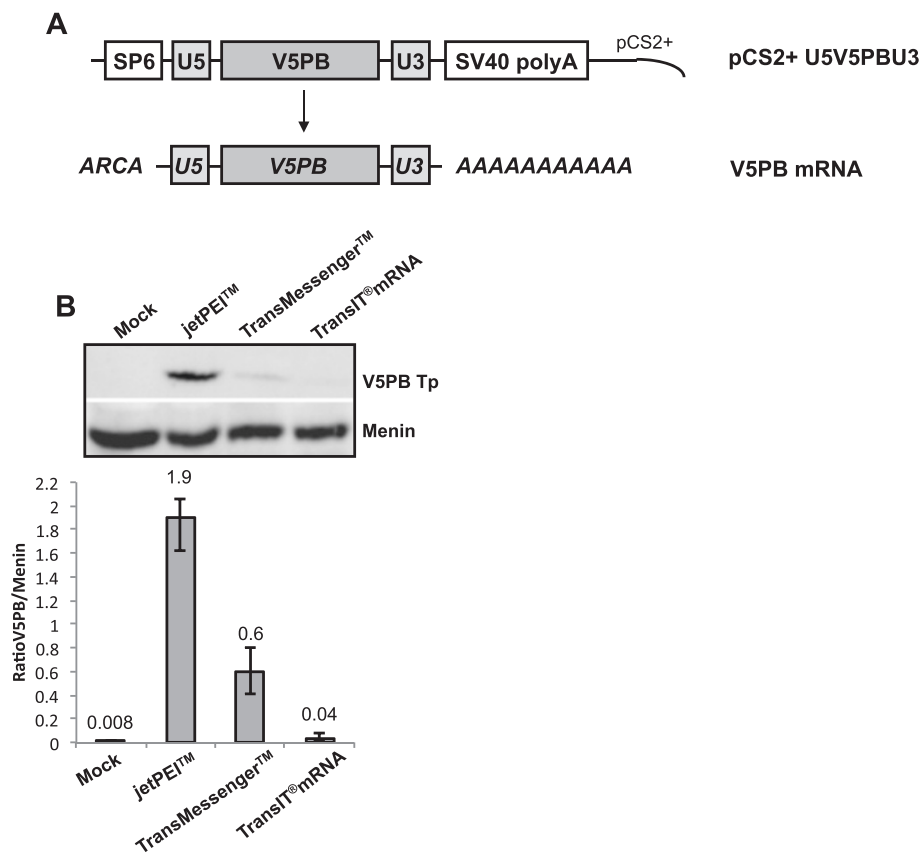 A
SP6 U5 V5PB U3 SV40 polyA pCS2+ pCS2+ U5V5PBU3
ARCA U5 V5PB U3 AAAAAAAAAAA V5PB mRNA
B
Mock jetPEI™ TransMessenger™ TransIT®mRNA
V5PB Tp
Menin
RatioV5PB/Menin
2.2
2
1.8
1.6
1.4
1.2
1
0.8
0.6
0.4
0.2
0
0.008
1.9
0.6
0.04
Mock jetPEI™ TransMessenger™ TransIT®mRNA